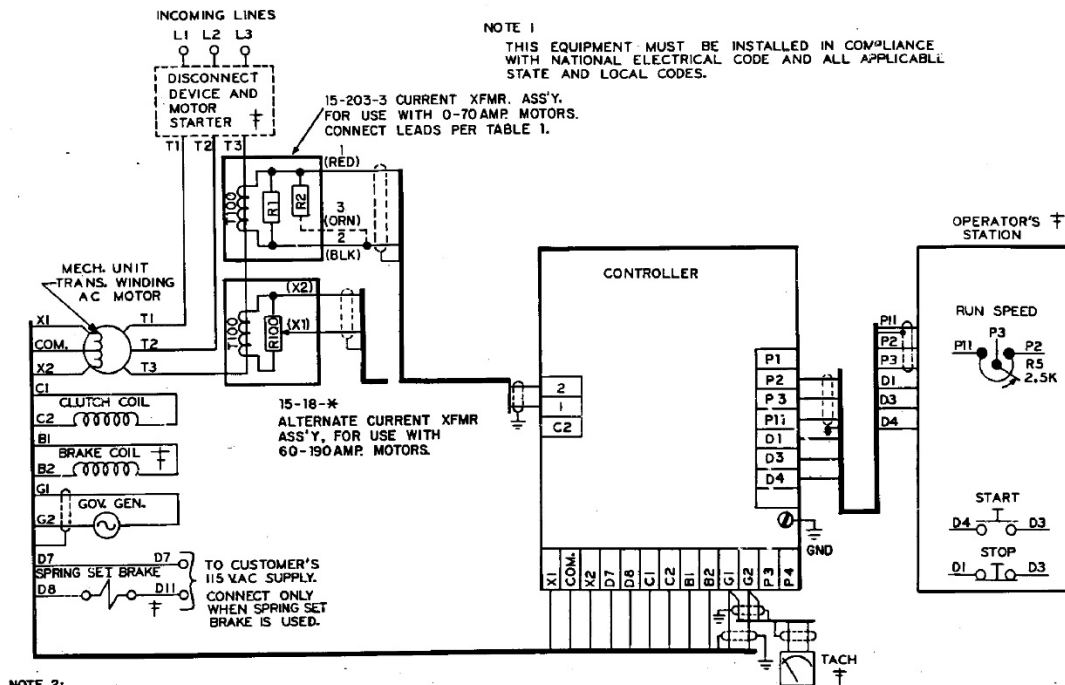 INCOMING LINES
L1 L2 L3
DISCONNECT
DEVICE AND
MOTOR
STARTER ‡
T1 T2 T3
NOTE 1
THIS EQUIPMENT MUST BE INSTALLED IN COMPLIANCE
WITH NATIONAL ELECTRICAL CODE AND ALL APPLICABLE
STATE AND LOCAL CODES.
15-203-3 CURRENT XFMR. ASS'Y.
FOR USE WITH 0-70 AMP. MOTORS.
CONNECT LEADS PER TABLE 1.
1
(RED)
T100
R1
R2
3
(ORN)
2
(BLK)
MECH. UNIT
TRANS. WINDING
AC MOTOR
X1
COM.
X2
T1
T2
T3
(X2)
T100
R100
(X1)
15-18-*
ALTERNATE CURRENT XFMR
ASS'Y, FOR USE WITH
60-190 AMP. MOTORS.
C1
CLUTCH COIL
C2
B1
BRAKE COIL ‡
B2
G1
GOV. GEN.
G2
D7 D7
SPRING SET BRAKE
D8 D11
‡
TO CUSTOMER'S
115 VAC SUPPLY.
CONNECT ONLY
WHEN SPRING SET
BRAKE IS USED.
CONTROLLER
2
1
C2
P1
P2
P3
P11
D1
D3
D4
GND
X1 COM. X2 D7 D8 C1 C2 B1 B2 G1 G2 P3 P4
TACH
‡
OPERATOR'S ‡
STATION
P11
P2
P3
D1
D3
D4
RUN SPEED
P3
P11 P2
R5
2.5K
START
D4 D3
STOP
D1 D3
NOTE 2: